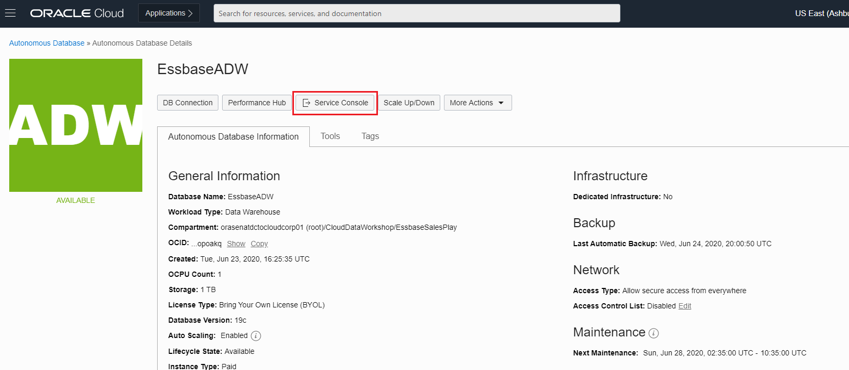 ORACLE Cloud
Applications
Search for resources, services, and documentation
US East (Ashbu
Autonomous Database » Autonomous Database Details
ADW
AVAILABLE
EssbaseADW
DB Connection
Performance Hub
Service Console
Scale Up/Down
More Actions
Autonomous Database Information
Tools
Tags
General Information
Database Name: EssbaseADW
Workload Type: Data Warehouse
Compartment: orasenatdctocloudcorp01 (root)/CloudDataWorkshop/EssbaseSalesPlay
OCID: ...opoakq Show Copy
Created: Tue, Jun 23, 2020, 16:25:35 UTC
OCPU Count: 1
Storage: 1 TB
License Type: Bring Your Own License (BYOL)
Database Version: 19c
Auto Scaling: Enabled
Lifecycle State: Available
Instance Type: Paid
Infrastructure
Dedicated Infrastructure: No
Backup
Last Automatic Backup: Wed, Jun 24, 2020, 20:00:50 UTC
Network
Access Type: Allow secure access from everywhere
Access Control List: Disabled Edit
Maintenance
Next Maintenance: Sun, Jun 28, 2020, 02:35:00 UTC - 10:35:00 UTC